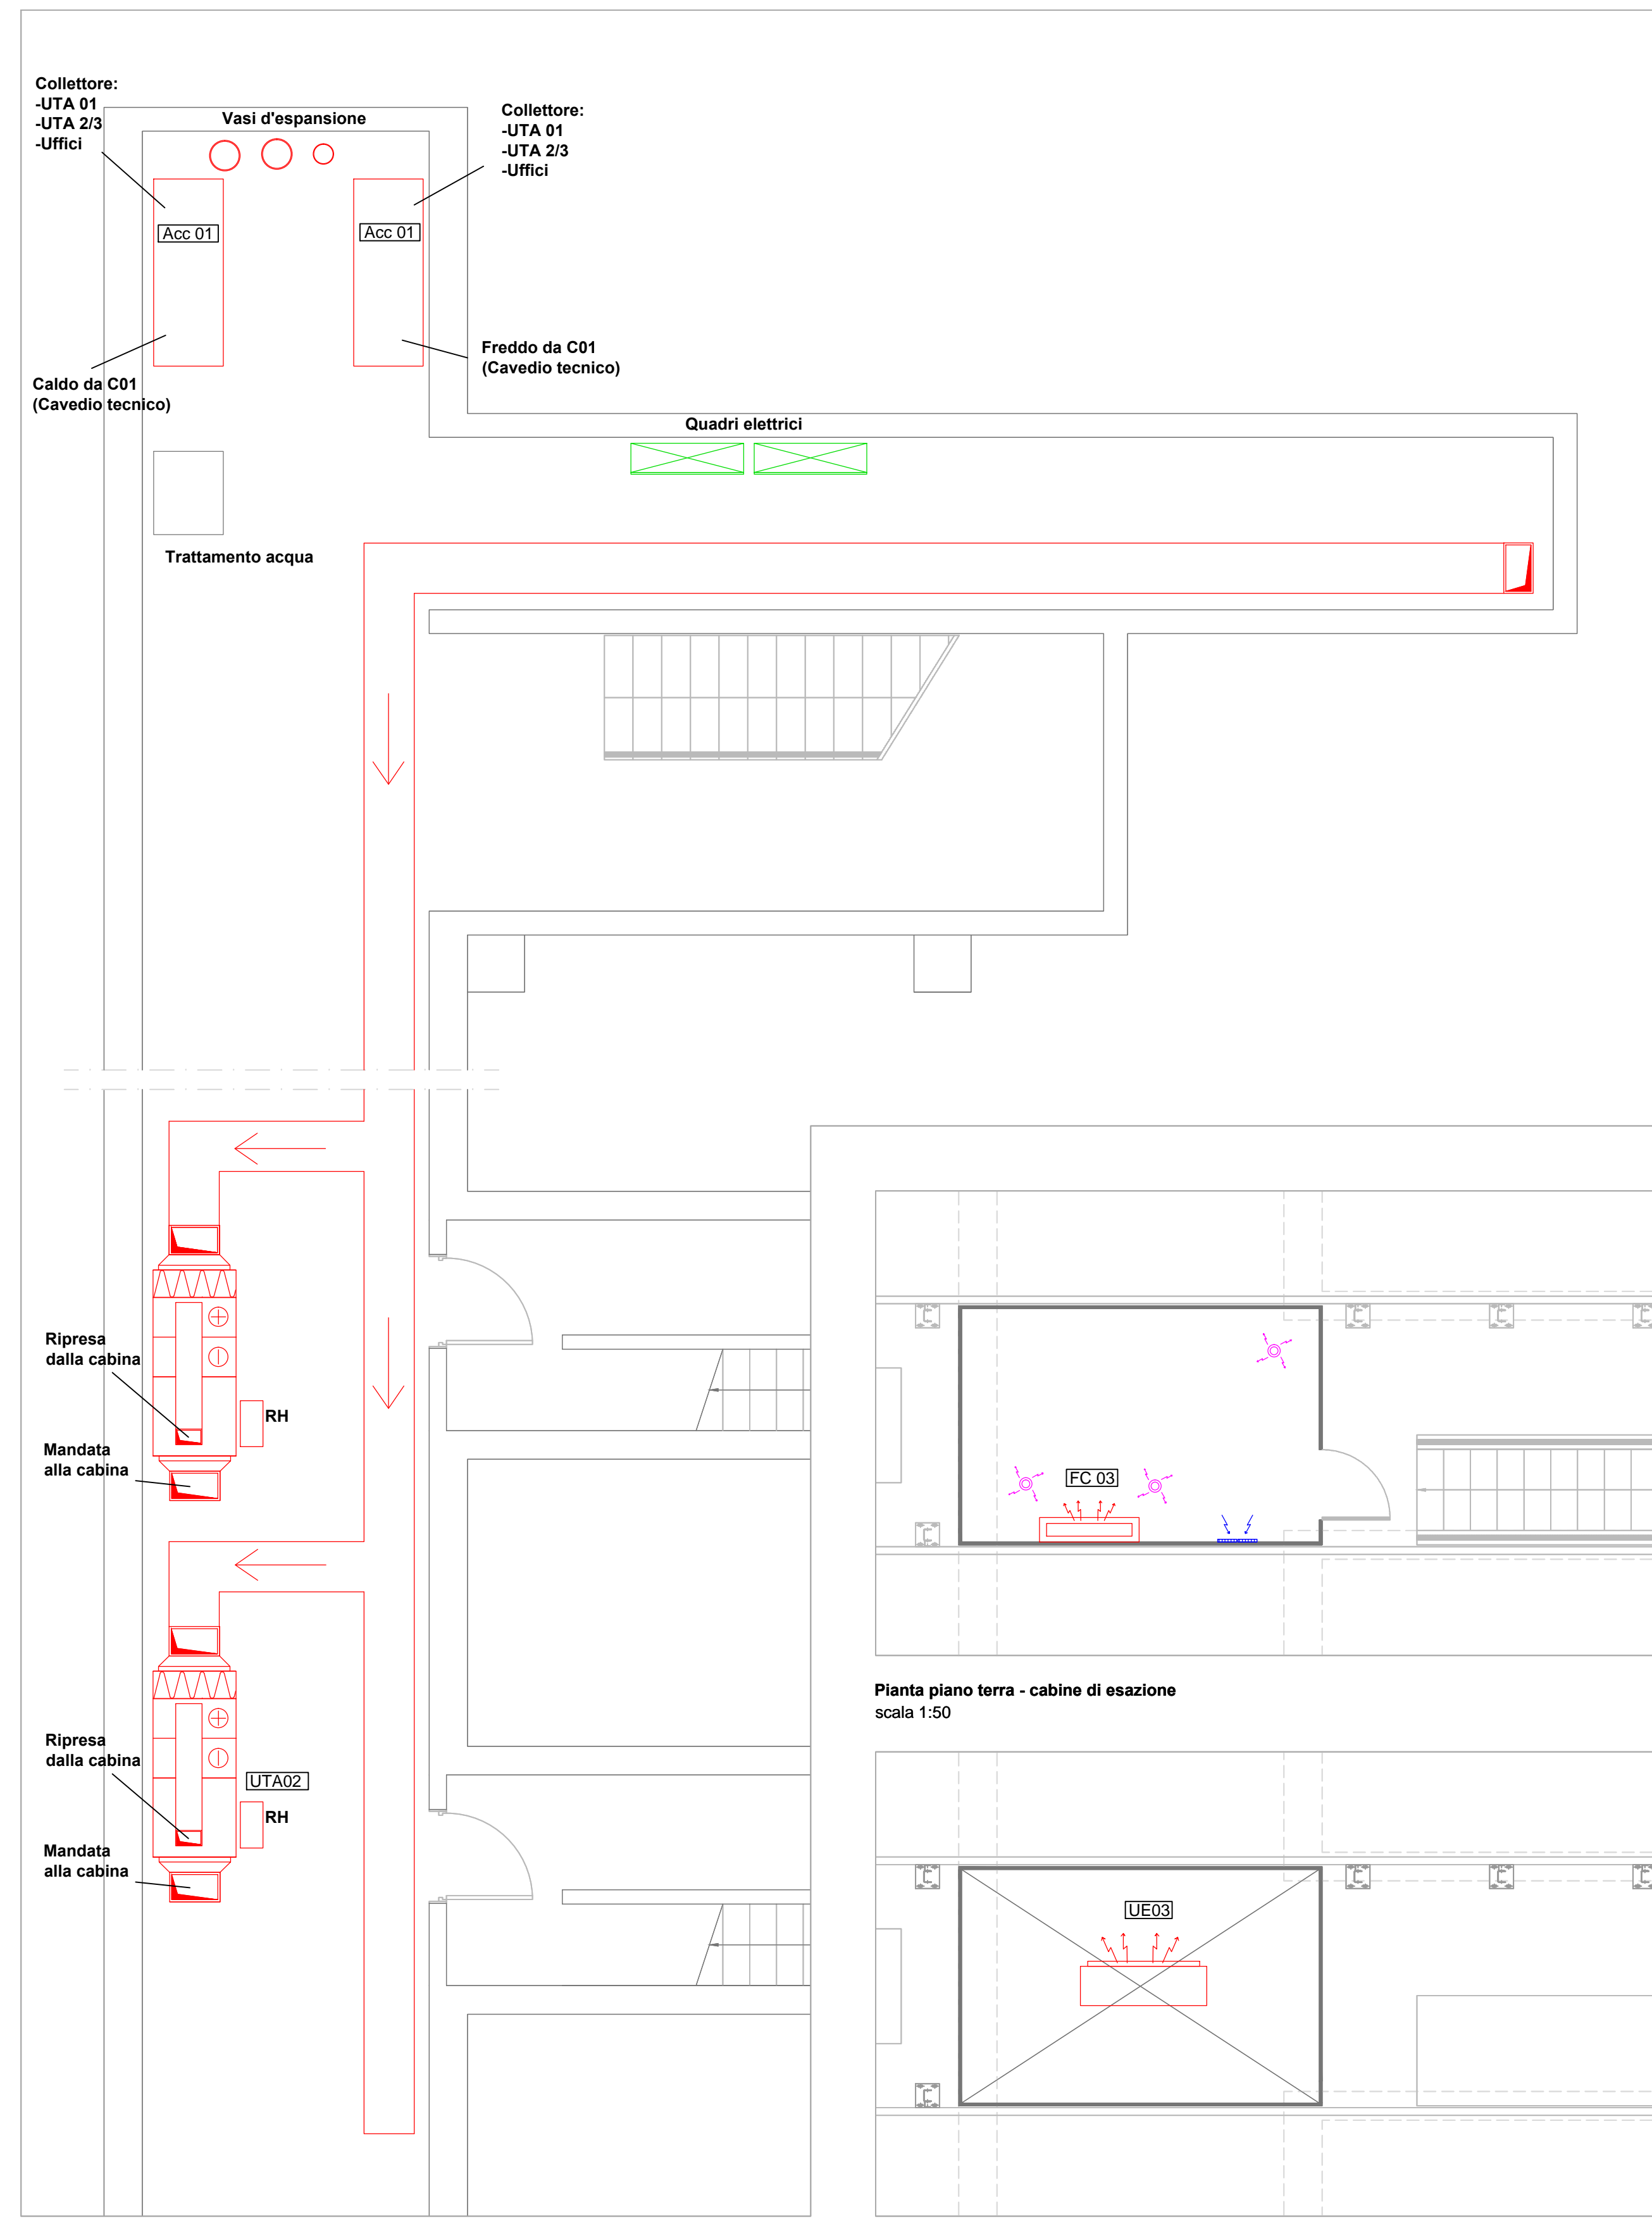 Collettore:
-UTA 01
-UTA 2/3
-Uffici
Vasi d'espansione
Collettore:
-UTA 01
-UTA 2/3
-Uffici
Acc 01
Acc 01
Freddo da C01
(Cavedio tecnico)
Caldo da C01
(Cavedio tecnico)
Quadri elettrici
Trattamento acqua
Ripresa
dalla cabina
RH
Mandata
alla cabina
FC 03
Pianta piano terra - cabine di esazione
scala 1:50
Ripresa
dalla cabina
UTA02
RH
Mandata
alla cabina
UE03